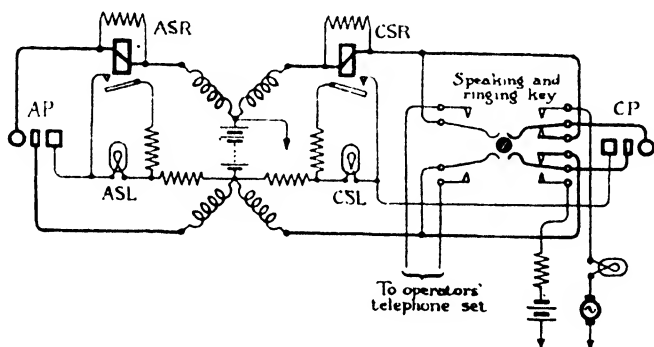 ASR
CSR
Speaking and
ringing key
AP
CP
ASL
CSL
To operators'
telephone set